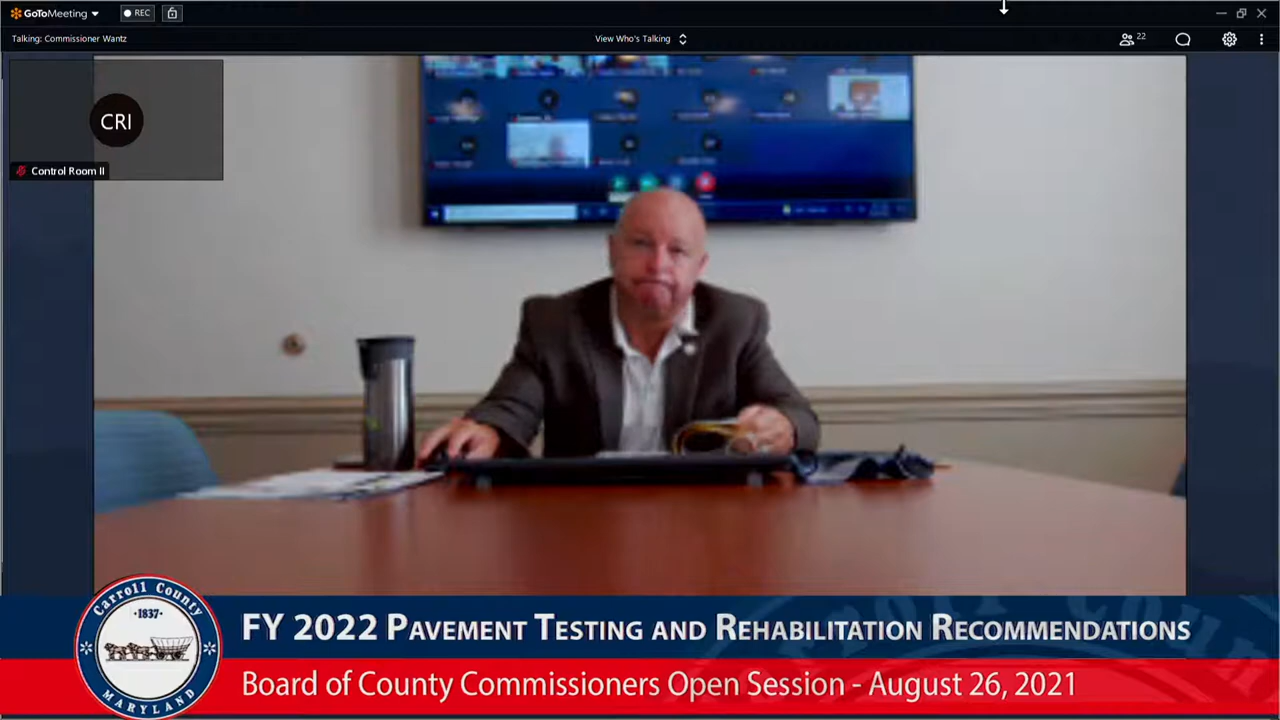 GoToMeeting
REC
Talking: Commissioner Wantz
View Who's Talking
22
CRI
Control Room II
Carroll County
·1837·
MARYLAND
FY 2022 Pavement Testing and Rehabilitation Recommendations
Board of County Commissioners Open Session - August 26, 2021